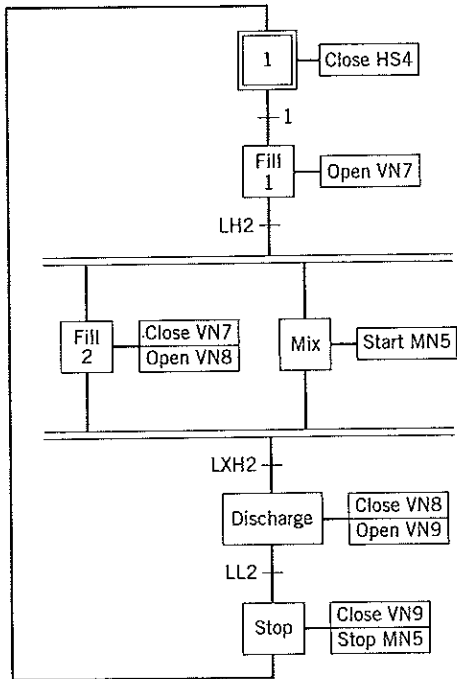 1
Close HS4
1
Fill
1
Open VN7
LH2
Fill
2
Close VN7
Open VN8
Mix
Start MN5
LXH2
Discharge
Close VN8
Open VN9
LL2
Stop
Close VN9
Stop MN5